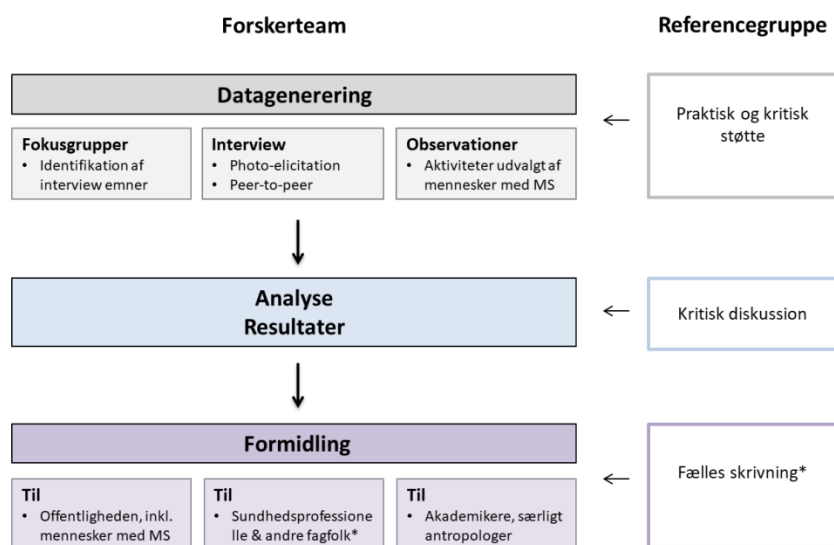 Forskerteam
Referencegruppe
Datagenerering
Fokusgrupper
• Identifikation af
interview emner
Interview
• Photo-elicitation
• Peer-to-peer
Observationer
• Aktiviteter udvalgt af
mennesker med MS
Praktisk og kritisk
støtte
Analyse
Resultater
Kritisk diskussion
Formidling
Til
• Offentligheden, inkl.
mennesker med MS
Til
• Sundhedsprofessione
lle & andre fagfolk*
Til
• Akademikere, særligt
antropologer
Fælles skrivning*